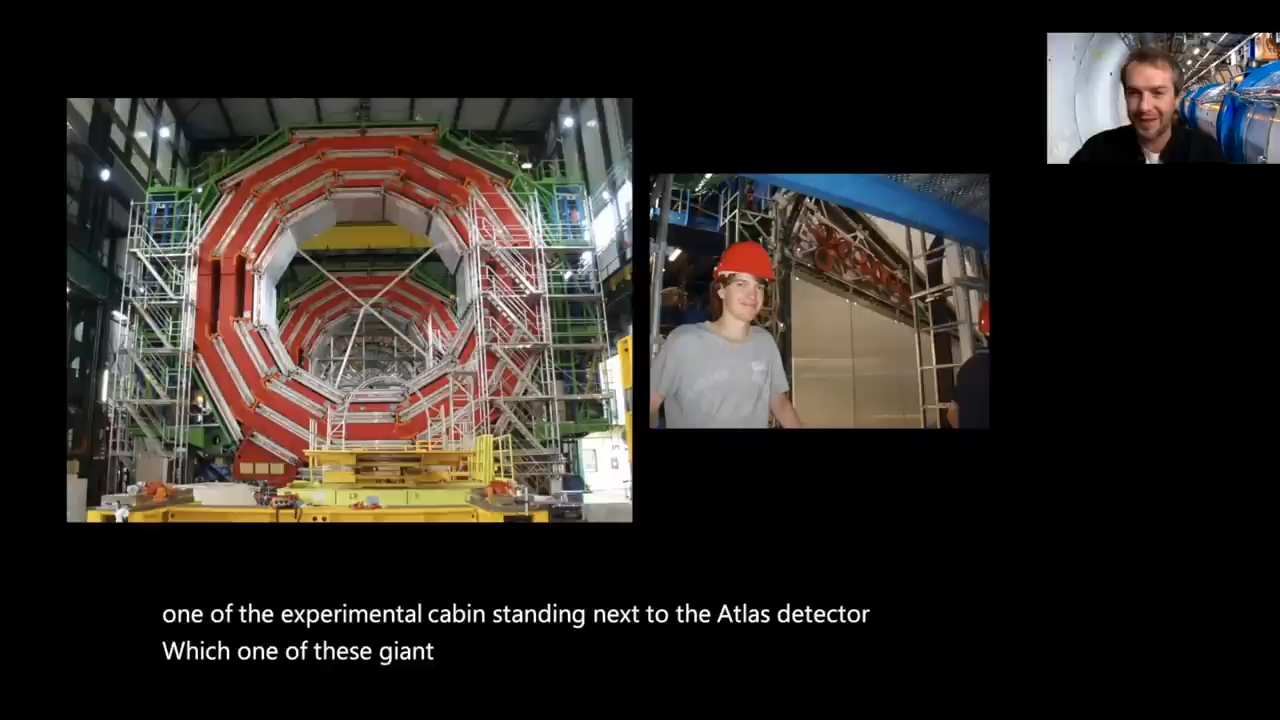 one of the experimental cabin standing next to the Atlas detector
Which one of these giant